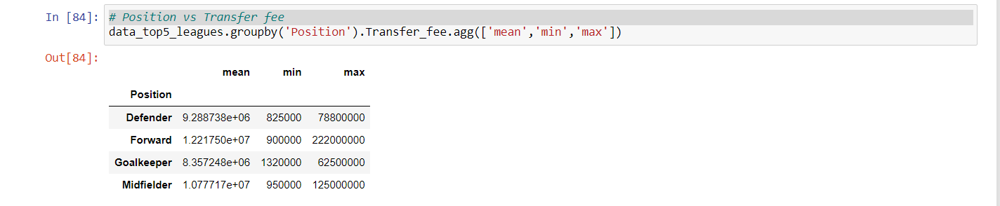 In [84]: # Position vs Transfer fee
data_top5_leagues.groupby('Position').Transfer_fee.agg(['mean','min','max'])
Out[84]:
mean min max
Position
Defender 9.288738e+06 825000 78800000
Forward 1.221750e+07 900000 222000000
Goalkeeper 8.357248e+06 1320000 62500000
Midfielder 1.077717e+07 950000 125000000